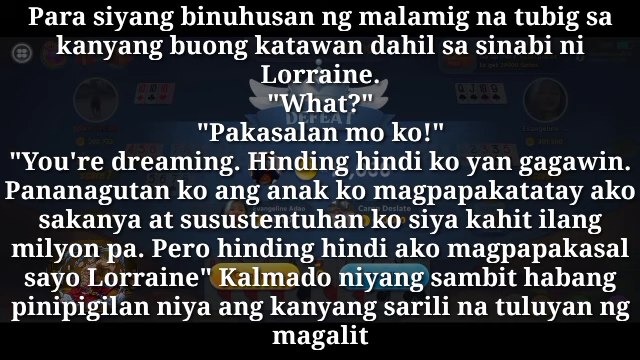 Para siyang binuhusan ng malamig na tubig sa
kanyang buong katawan dahil sa sinabi ni
Lorraine.
"What?"
"Pakasalan mo ko!"
"You're dreaming. Hinding hindi ko yan gagawin.
Pananagutan ko ang anak ko magpapakatatay ako
sakanya at susustentuhan ko siya kahit ilang
milyon pa. Pero hinding hindi ako magpapakasal
sayo Lorraine" Kalmado niyang sambit habang
pinipigilan niya ang kanyang sarili na tuluyan ng
magalit
DEFEAT